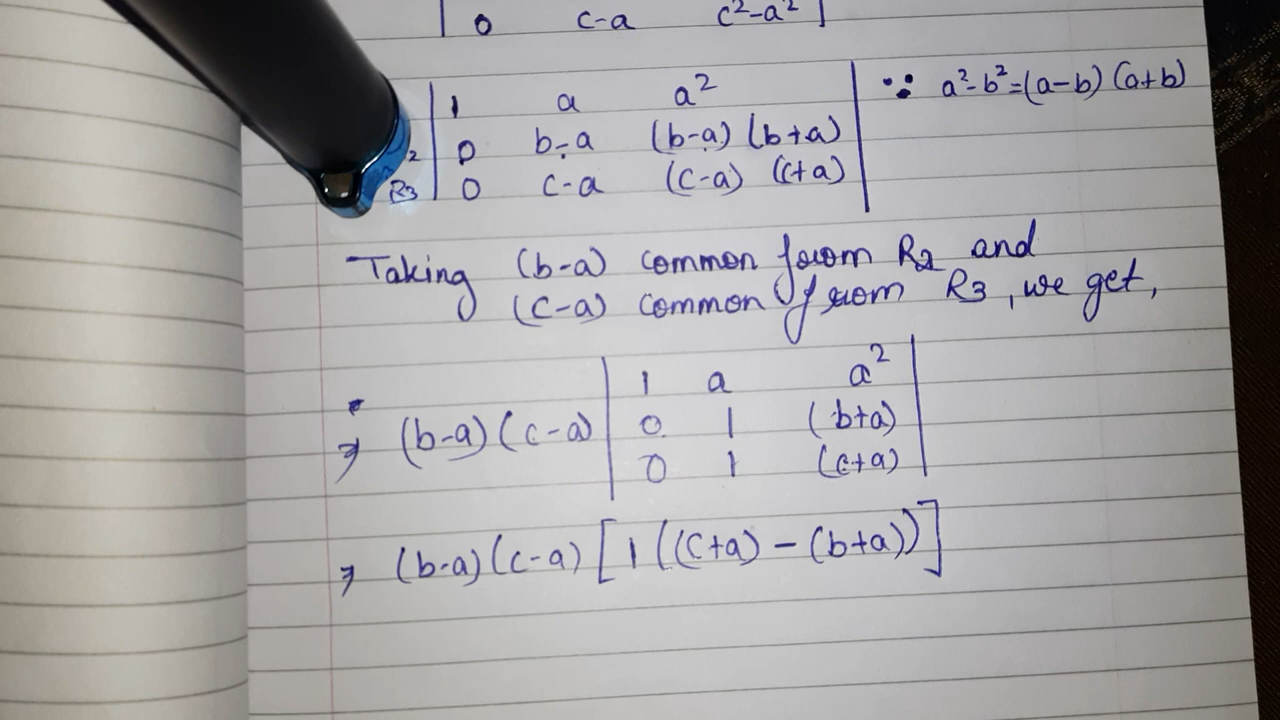 0 c-a c²-a²
1 a a² ∵ a²-b²=(a-b) (a+b)
2 0 b-a (b-a) (b+a)
R3 0 c-a (c-a) (c+a)
Taking (b-a) common from R2 and
(c-a) common from R3, we get,
1 a a²
⇒ (b-a) (c-a) 0 1 (b+a)
0 1 (c+a)
⇒ (b-a) (c-a) [1 ((c+a) - (b+a))]